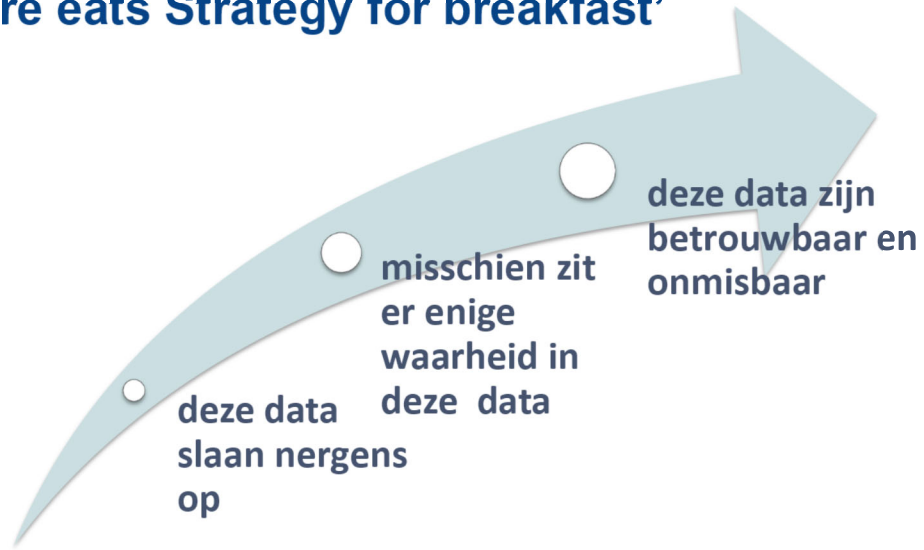 re eats Strategy for breakfast’
deze data zijn
betrouwbaar en
onmisbaar
misschien zit
er enige
waarheid in
deze  data
deze data
slaan nergens
op